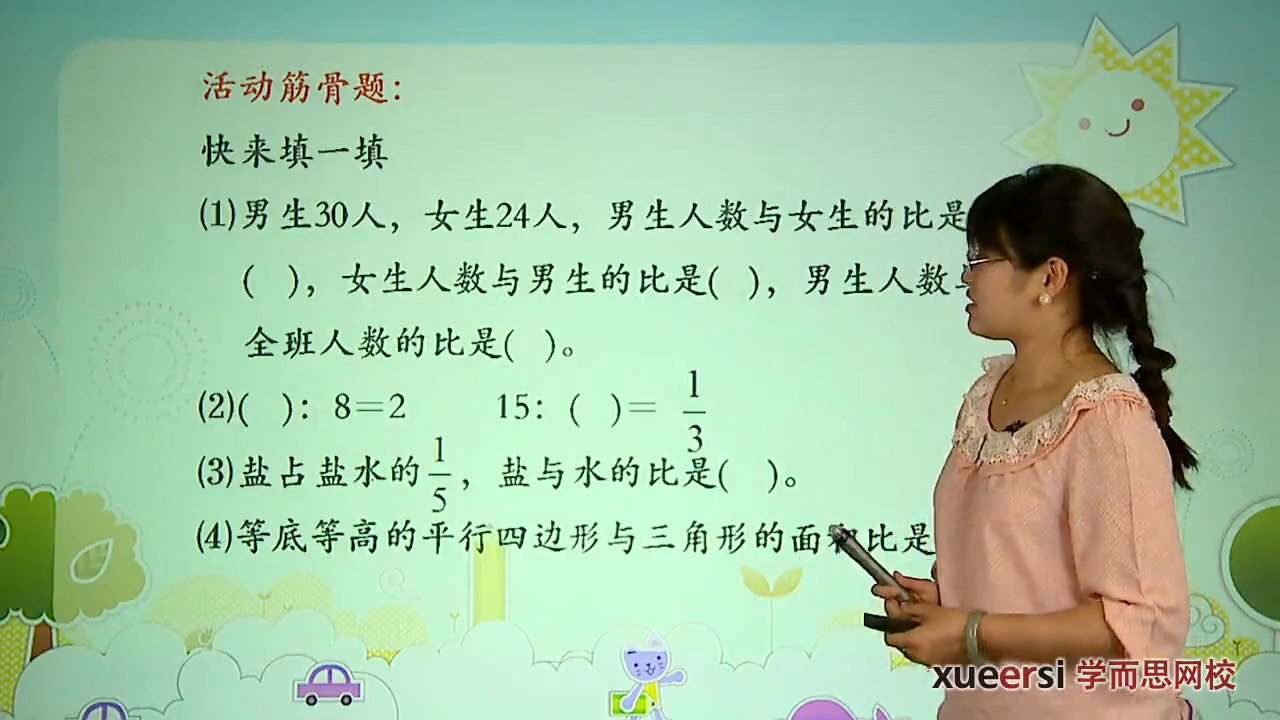 活动筋骨题：
快来填一填
(1)男生30人，女生24人，男生人数与女生的比是
(  )，女生人数与男生的比是(  )，男生人数
全班人数的比是(  )。
(2)(  )：8=2  15：(  )= 1/3
(3)盐占盐水的1/5，盐与水的比是(  )。
(4)等底等高的平行四边形与三角形的面积比是
xueersi 学而思网校